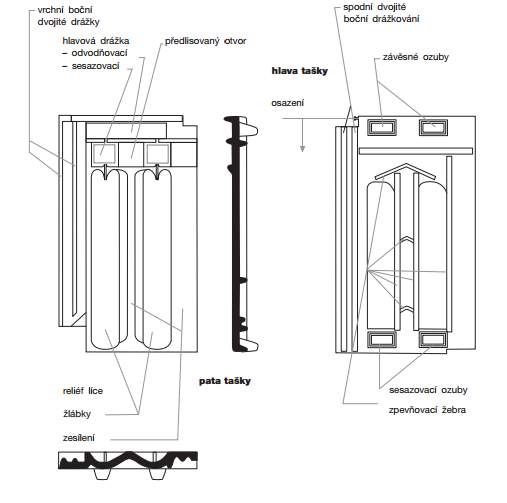 vrchní boční
dvojité drážky
hlavová drážka
– odvodňovací
– sesazovací
předlisovaný otvor
spodní dvojité
boční drážkování
závěsné ozuby
hlava tašky
osazení
pata tašky
reliéf líce
žlábky
zesílení
sesazovací ozuby
zpevňovací žebra